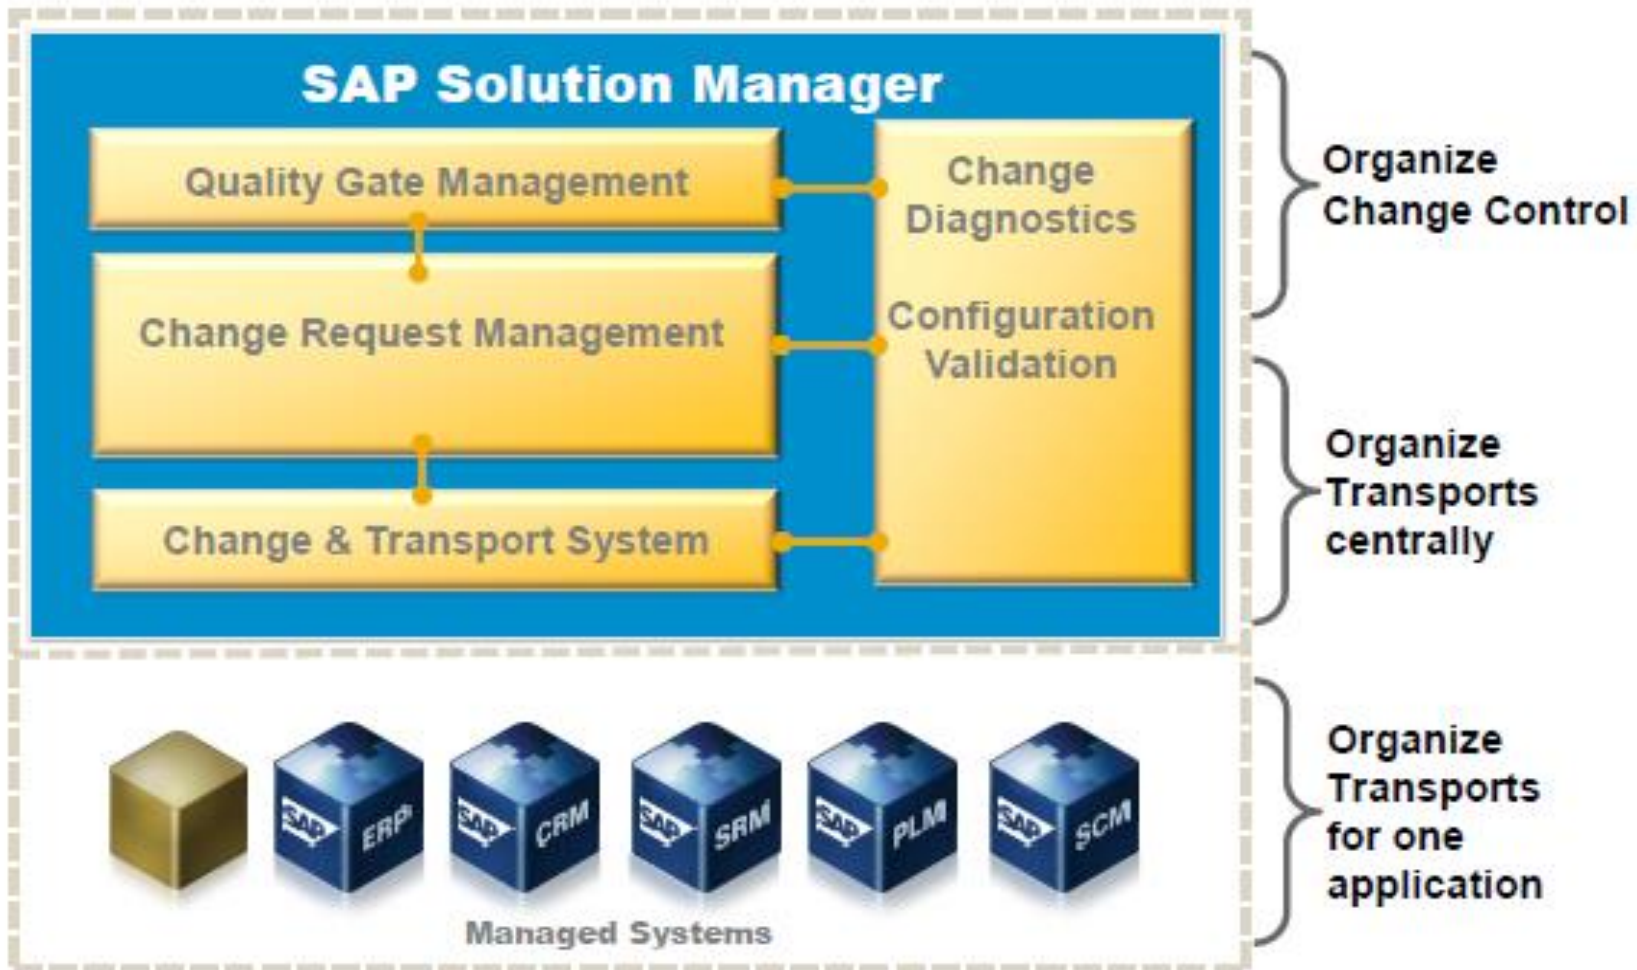 SAP Solution Manager
Quality Gate Management
Change Request Management
Change & Transport System
Change
Diagnostics
Configuration
Validation
Organize
Change Control
Organize
Transports
centrally
SAP ERP
SAP CRM
SAP SRM
SAP PLM
SAP SCM
Managed Systems
Organize
Transports
for one
application